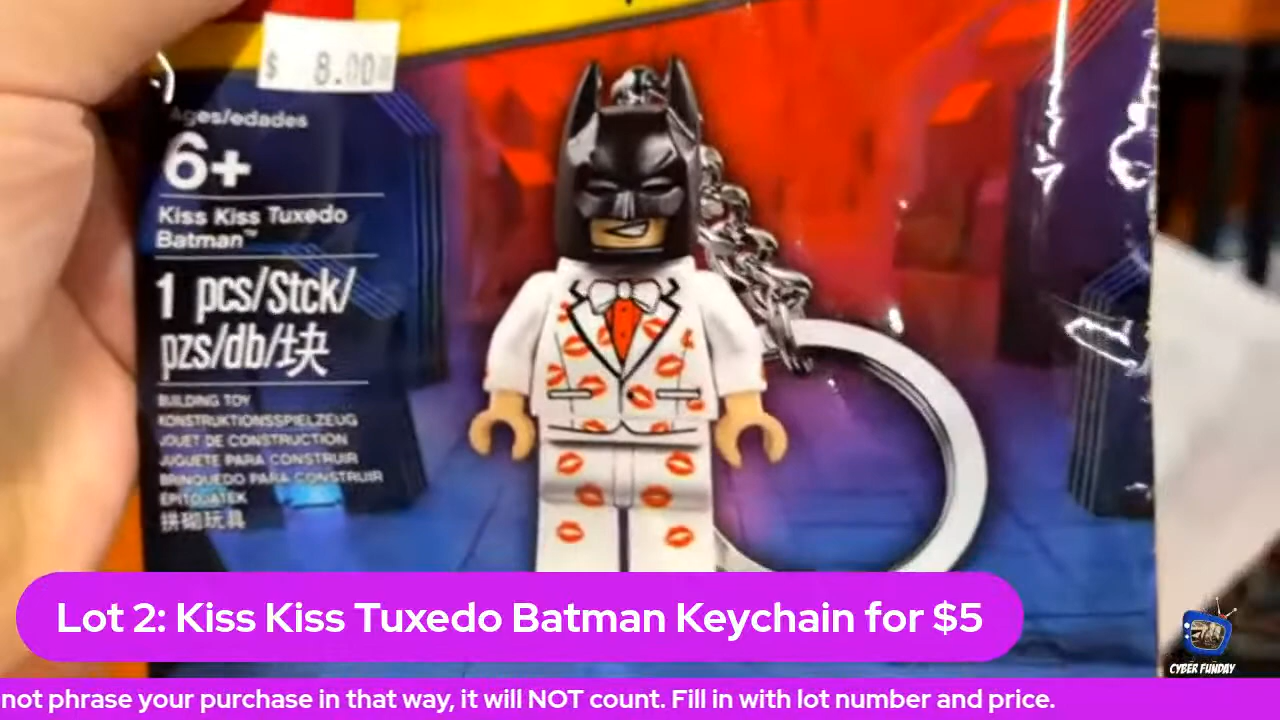 $ 8.00
Ages/edades
6+
Kiss Kiss Tuxedo
Batman™
1 pcs/Stck/
pzs/db/块
BUILDING TOY
KONSTRUKTIONSSPIELZEUG
JOUET DE CONSTRUCTION
JUGUETE PARA CONSTRUIR
BRINQUEDO PARA CONSTRUIR
ÉPÍTŐJÁTÉK
拼砌玩具
Lot 2: Kiss Kiss Tuxedo Batman Keychain for $5
CYBER FUNDAY
not phrase your purchase in that way, it will NOT count. Fill in with lot number and price.